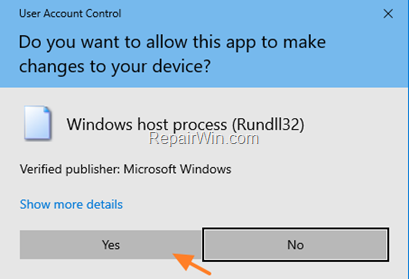 User Account Control
Do you want to allow this app to make
changes to your device?
Windows host process (Rundll32)
RepairWin.com
Verified publisher: Microsoft Windows
Show more details
Yes
No